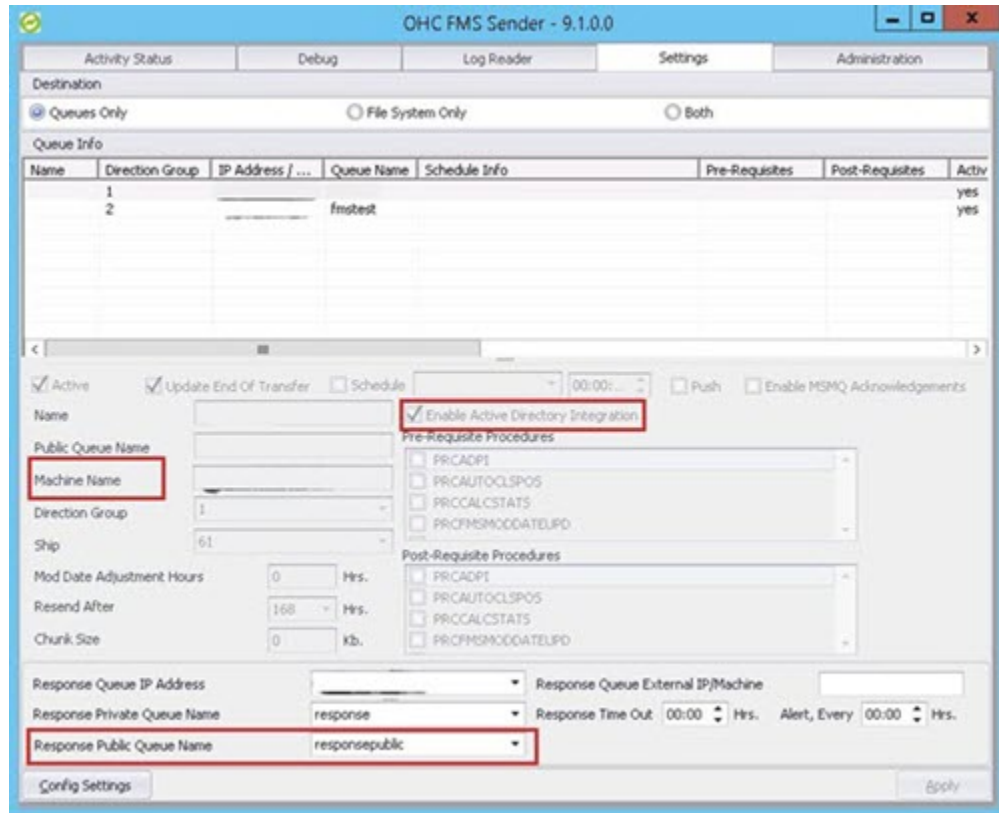 OHC FMS Sender - 9.1.0.0
Activity Status Debug Log Reader Settings Administration
Destination
Queues Only File System Only Both
Queue Info
Name Direction Group IP Address / ... Queue Name Schedule Info Pre-Requisites Post-Requisites Activ
1 yes
2 fmstest yes
Active Update End Of Transfer Schedule 00:00:... Push Enable MSMQ Acknowledgements
Name Enable Active Directory Integration
Public Queue Name Pre-Requisite Procedures
PRCADPI
Machine Name PRCAUTOCLSPOS
PRCCALCSTATS
Direction Group 1 PRCFMSMODDATEUPD
Ship 61
Post-Requisite Procedures
Mod Date Adjustment Hours 0 Hrs. PRCADPI
PRCAUTOCLSPOS
Resend After 168 Hrs. PRCCALCSTATS
Chunk Size 0 Kb. PRCFMSMODDATEUPD
Response Queue IP Address Response Queue External IP/Machine
Response Private Queue Name response Response Time Out 00:00 Hrs. Alert, Every 00:00 Hrs.
Response Public Queue Name responsepublic
Config Settings Apply